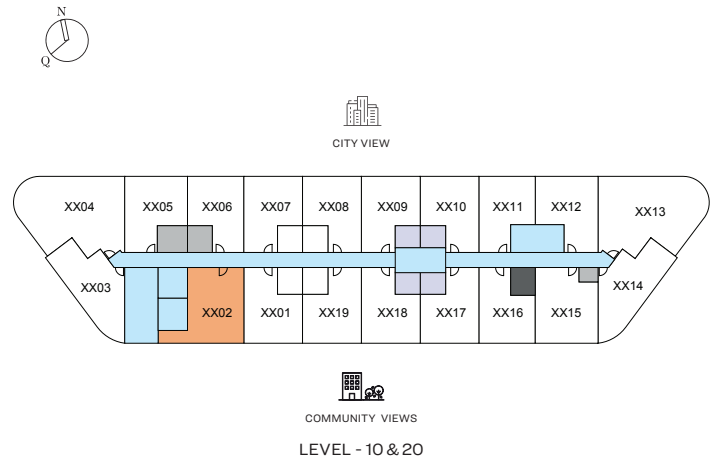 N
Q
CITY VIEW
XX04 XX05 XX06 XX07 XX08 XX09 XX10 XX11 XX12 XX13
XX03 XX14
XX02 XX01 XX19 XX18 XX17 XX16 XX15
COMMUNITY VIEWS
LEVEL - 10 & 20